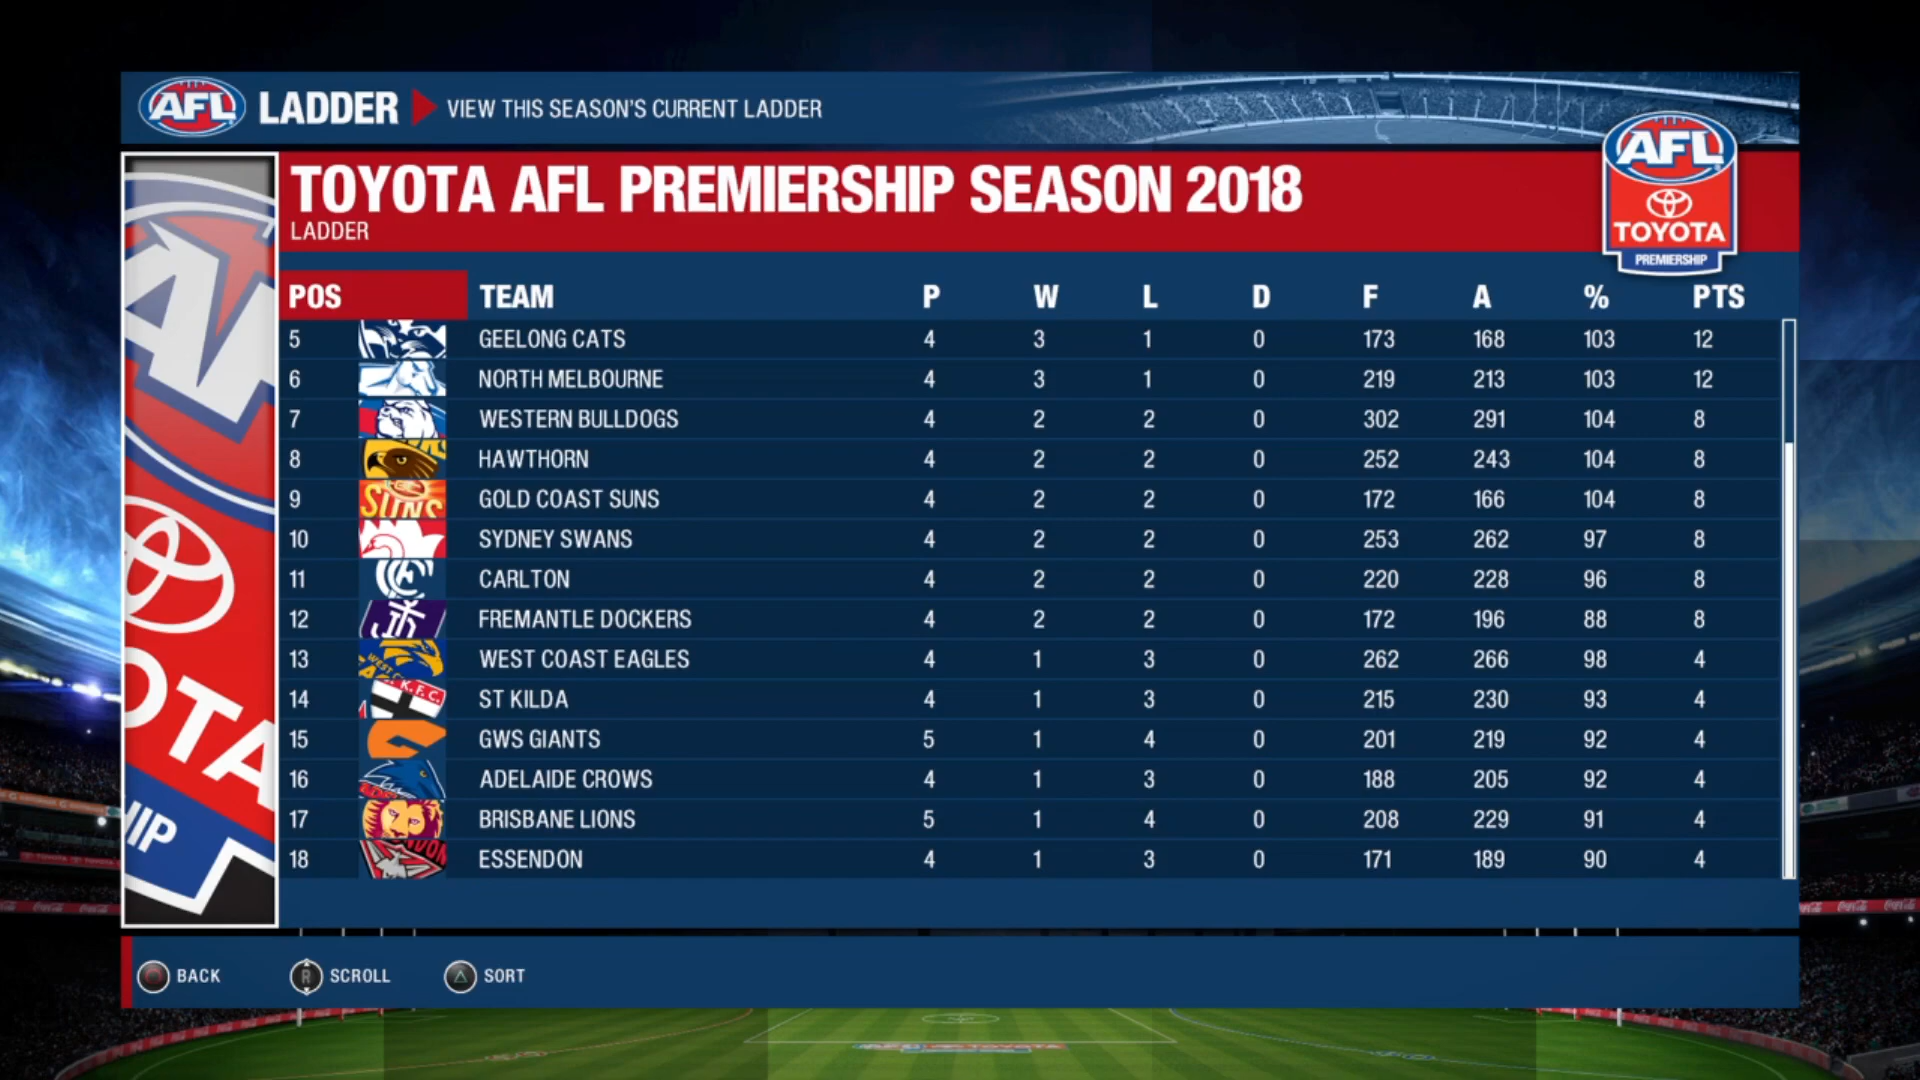 AFL LADDER VIEW THIS SEASON'S CURRENT LADDER
TOYOTA AFL PREMIERSHIP SEASON 2018
LADDER
AFL
TOYOTA
PREMIERSHIP
POS TEAM P W L D F A % PTS
5 GEELONG CATS 4 3 1 0 173 168 103 12
6 NORTH MELBOURNE 4 3 1 0 219 213 103 12
7 WESTERN BULLDOGS 4 2 2 0 302 291 104 8
8 HAWTHORN 4 2 2 0 252 243 104 8
9 SUNS GOLD COAST SUNS 4 2 2 0 172 166 104 8
10 SYDNEY SWANS 4 2 2 0 253 262 97 8
11 CARLTON 4 2 2 0 220 228 96 8
12 FREMANTLE DOCKERS 4 2 2 0 172 196 88 8
13 WEST COAST EAGLES 4 1 3 0 262 266 98 4
14 ST KILDA 4 1 3 0 215 230 93 4
15 GWS GIANTS 5 1 4 0 201 219 92 4
16 ADELAIDE CROWS 4 1 3 0 188 205 92 4
17 BRISBANE LIONS 5 1 4 0 208 229 91 4
18 ESSENDON 4 1 3 0 171 189 90 4
BACK R SCROLL SORT